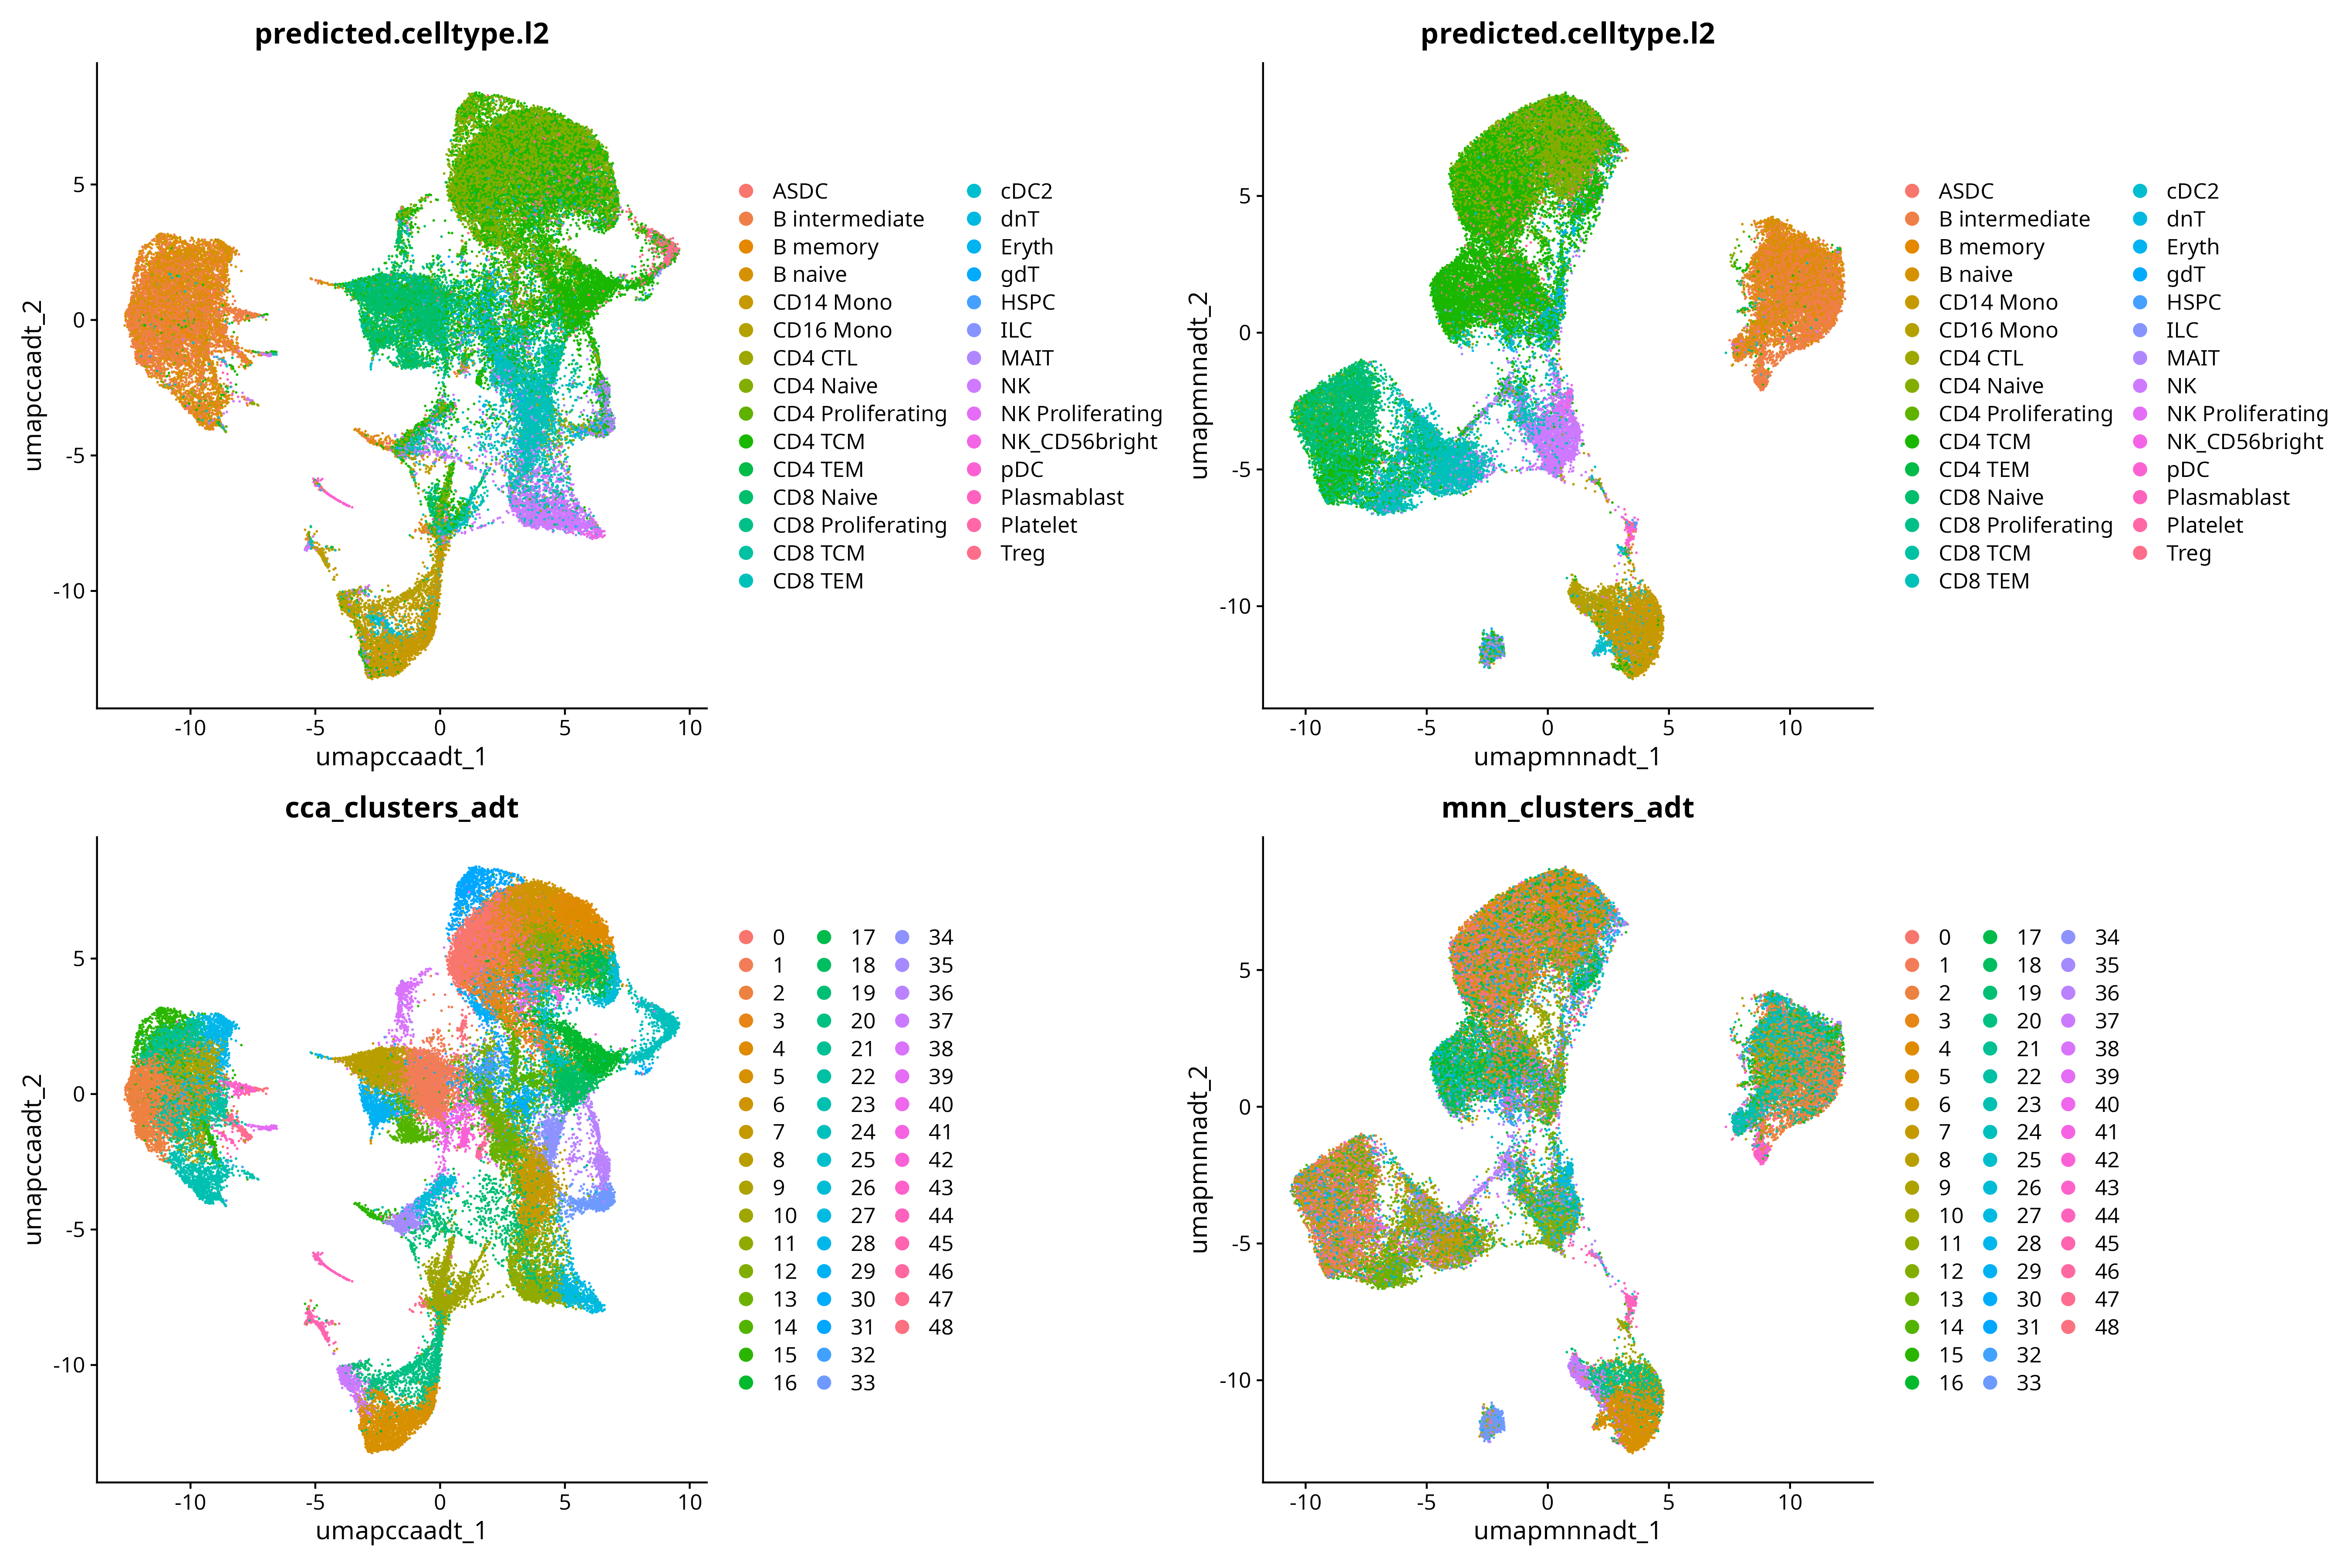 predicted.celltype.l2
5
0
-5
-10
umapccaadt_2
-10 -5 0 5 10
umapccaadt_1
ASDC
B intermediate
B memory
B naive
CD14 Mono
CD16 Mono
CD4 CTL
CD4 Naive
CD4 Proliferating
CD4 TCM
CD4 TEM
CD8 Naive
CD8 Proliferating
CD8 TCM
CD8 TEM
cDC2
dnT
Eryth
gdT
HSPC
ILC
MAIT
NK
NK Proliferating
NK_CD56bright
pDC
Plasmablast
Platelet
Treg
predicted.celltype.l2
5
0
-5
-10
umapmnnadt_2
-10 -5 0 5 10
umapmnnadt_1
ASDC
B intermediate
B memory
B naive
CD14 Mono
CD16 Mono
CD4 CTL
CD4 Naive
CD4 Proliferating
CD4 TCM
CD4 TEM
CD8 Naive
CD8 Proliferating
CD8 TCM
CD8 TEM
cDC2
dnT
Eryth
gdT
HSPC
ILC
MAIT
NK
NK Proliferating
NK_CD56bright
pDC
Plasmablast
Platelet
Treg
cca_clusters_adt
5
0
-5
-10
umapccaadt_2
-10 -5 0 5 10
umapccaadt_1
0 17 34
1 18 35
2 19 36
3 20 37
4 21 38
5 22 39
6 23 40
7 24 41
8 25 42
9 26 43
10 27 44
11 28 45
12 29 46
13 30 47
14 31 48
15 32
16 33
mnn_clusters_adt
5
0
-5
-10
umapmnnadt_2
-10 -5 0 5 10
umapmnnadt_1
0 17 34
1 18 35
2 19 36
3 20 37
4 21 38
5 22 39
6 23 40
7 24 41
8 25 42
9 26 43
10 27 44
11 28 45
12 29 46
13 30 47
14 31 48
15 32
16 33